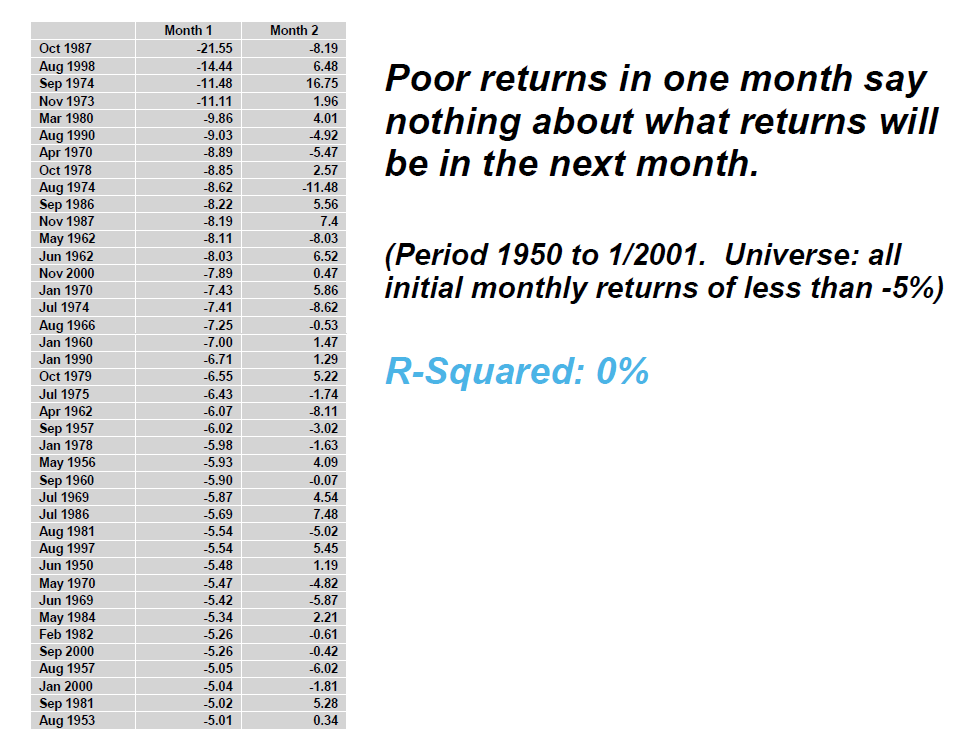 Month 1 Month 2
Oct 1987 -21.55 -8.19
Aug 1998 -14.44 6.48
Sep 1974 -11.48 16.75
Nov 1973 -11.11 1.96
Mar 1980 -9.86 4.01
Aug 1990 -9.03 -4.92
Apr 1970 -8.89 -5.47
Oct 1978 -8.85 2.57
Aug 1974 -8.62 -11.48
Sep 1986 -8.22 5.56
Nov 1987 -8.19 7.4
May 1962 -8.11 -8.03
Jun 1962 -8.03 6.52
Nov 2000 -7.89 0.47
Jan 1970 -7.43 5.86
Jul 1974 -7.41 -8.62
Aug 1966 -7.25 -0.53
Jan 1960 -7.00 1.47
Jan 1990 -6.71 1.29
Oct 1979 -6.55 5.22
Jul 1975 -6.43 -1.74
Apr 1962 -6.07 -8.11
Sep 1957 -6.02 -3.02
Jan 1978 -5.98 -1.63
May 1956 -5.93 4.09
Sep 1960 -5.90 -0.07
Jul 1969 -5.87 4.54
Jul 1986 -5.69 7.48
Aug 1981 -5.54 -5.02
Aug 1997 -5.54 5.45
Jun 1950 -5.48 1.19
May 1970 -5.47 -4.82
Jun 1969 -5.42 -5.87
May 1984 -5.34 2.21
Feb 1982 -5.26 -0.61
Sep 2000 -5.26 -0.42
Aug 1957 -5.05 -6.02
Jan 2000 -5.04 -1.81
Sep 1981 -5.02 5.28
Aug 1953 -5.01 0.34
Poor returns in one month say
nothing about what returns will
be in the next month.
(Period 1950 to 1/2001. Universe: all
initial monthly returns of less than -5%)
R-Squared: 0%